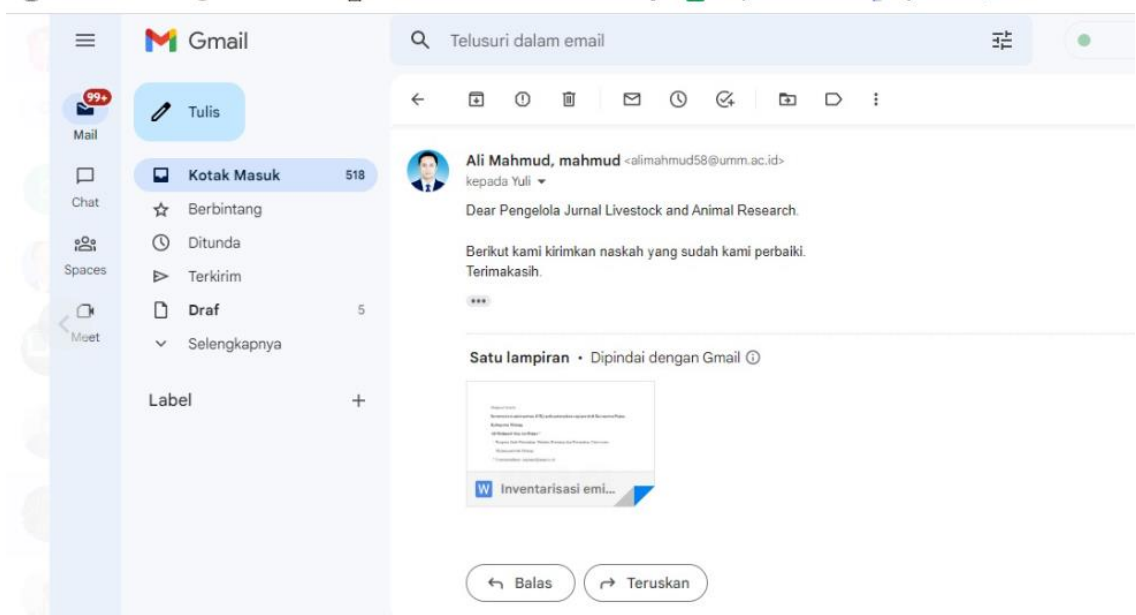 Gmail
Telusuri dalam email
99+
Mail
Chat
Spaces
Meet
Tulis
Kotak Masuk 518
Berbintang
Ditunda
Terkirim
Draf 5
Selengkapnya
Label
Ali Mahmud, mahmud <alimahmud58@umm.ac.id>
kepada Yuli
Dear Pengelola Jurnal Livestock and Animal Research.
Berikut kami kirimkan naskah yang sudah kami perbaiki.
Terimakasih.
Satu lampiran • Dipindai dengan Gmail
W Inventarisasi emi...
Balas
Teruskan